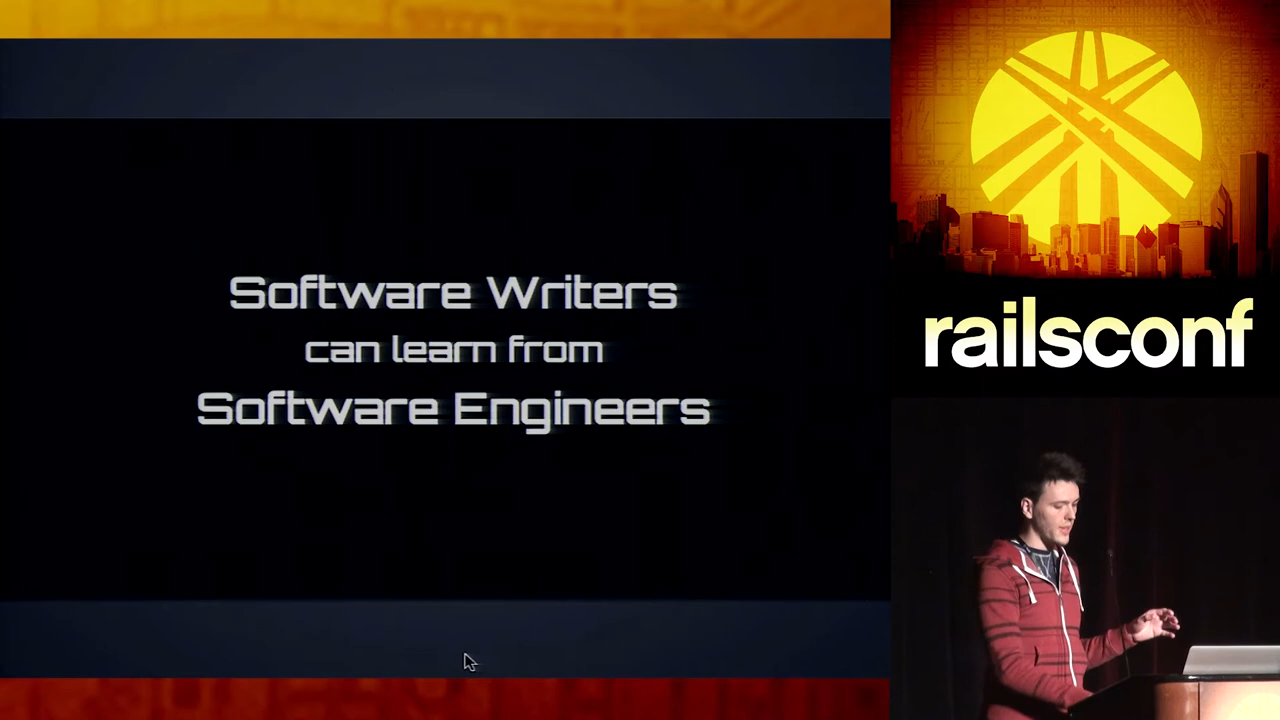 Software Writers
can learn from
Software Engineers
railsconf